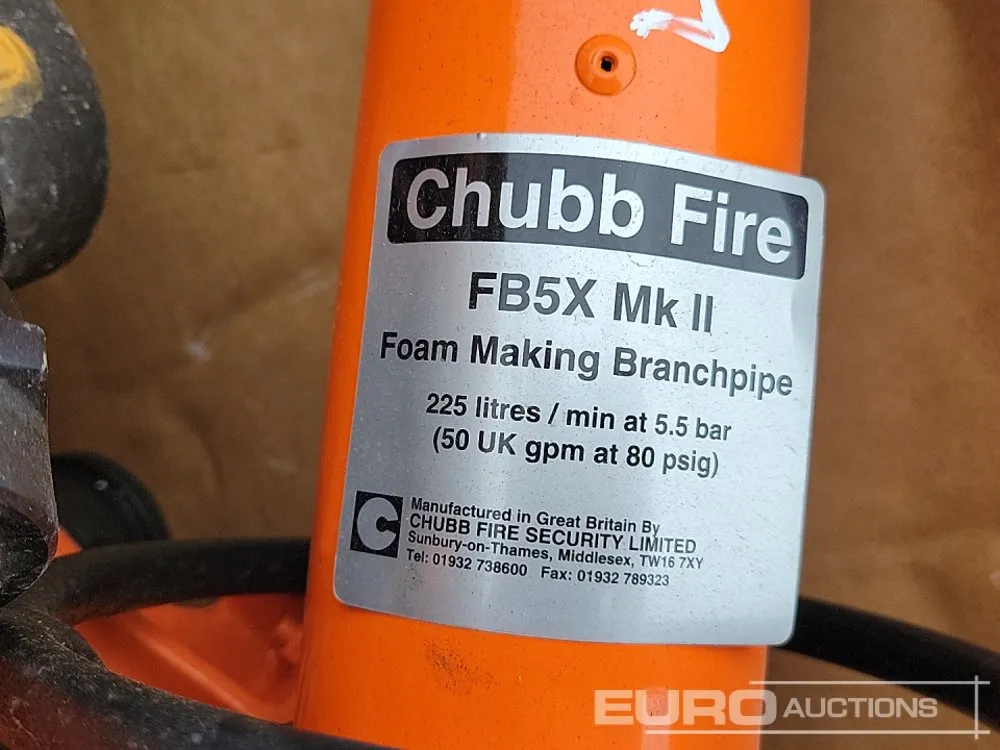 Chubb Fire
FB5X Mk II
Foam Making Branchpipe
225 litres / min at 5.5 bar
(50 UK gpm at 80 psig)
Manufactured in Great Britain By
CHUBB FIRE SECURITY LIMITED
Sunbury-on-Thames, Middlesex, TW16 7XY
Tel: 01932 738600 Fax: 01932 789323
EURO AUCTIONS